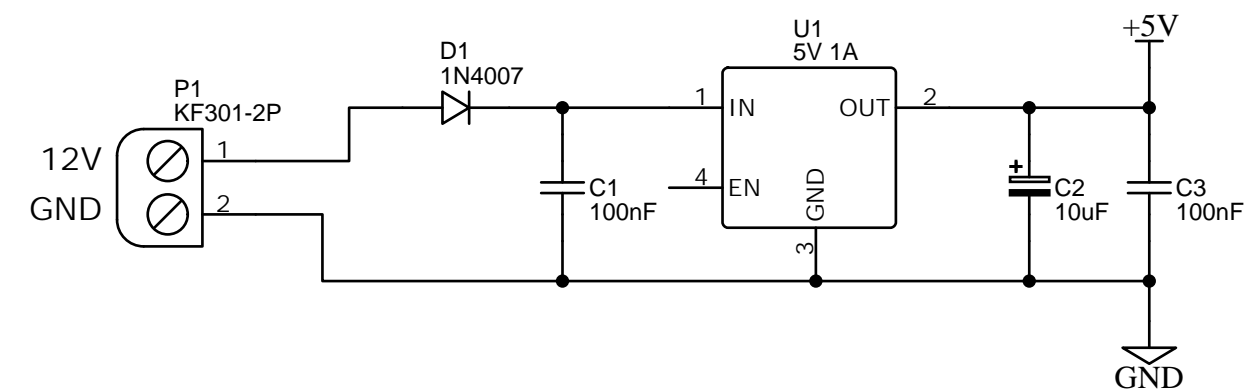 P1
KF301-2P
12V
GND
1
2
D1
1N4007
C1
100nF
U1
5V 1A
1
IN
OUT
2
4
EN
GND
3
+
C2
10uF
+5V
C3
100nF
GND